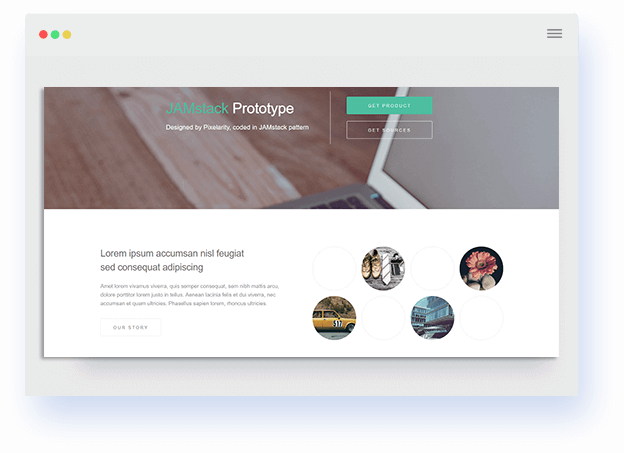 JAMstack Prototype
Designed by Pixelarity, coded in JAMstack pattern
GET PRODUCT
GET SOURCES
Lorem ipsum accumsan nisl feugiat
sed consequat adipiscing
Amet lorem vivamus viverra, quis semper consequat, sem nibh mattis arcu,
dolore porttitor lorem justo in tellus. Aenean lacinia felis et dui viverra, nec
accumsan et quam ultricies. Phasellus sapien lorem, rhoncus ultricies.
OUR STORY
517